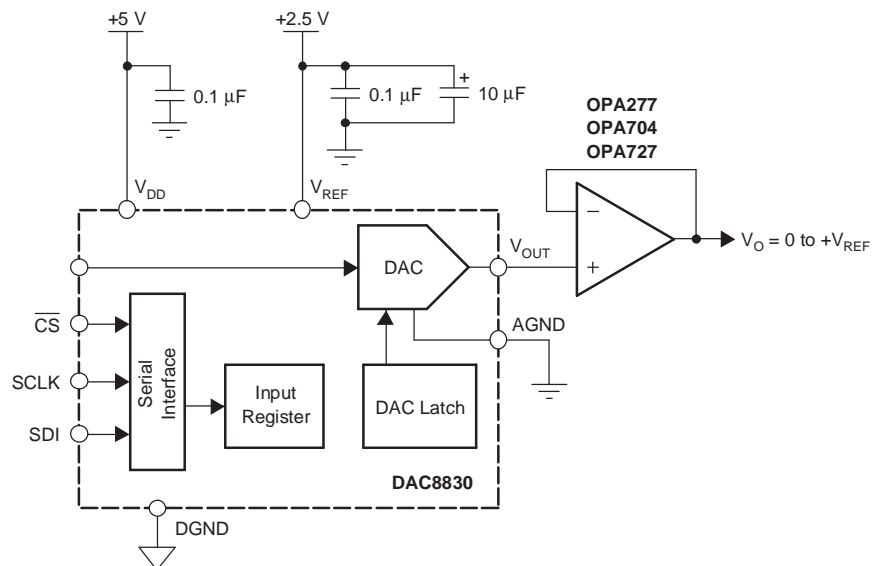 +5 V
+2.5 V
0.1 μF
0.1 μF
+
10 μF
OPA277
OPA704
OPA727
V_DD
V_REF
DAC
V_OUT
−
+
V_O = 0 to +V_REF
AGND
C̅S̅
SCLK
SDI
Serial
Interface
Input
Register
DAC Latch
DAC8830
DGND